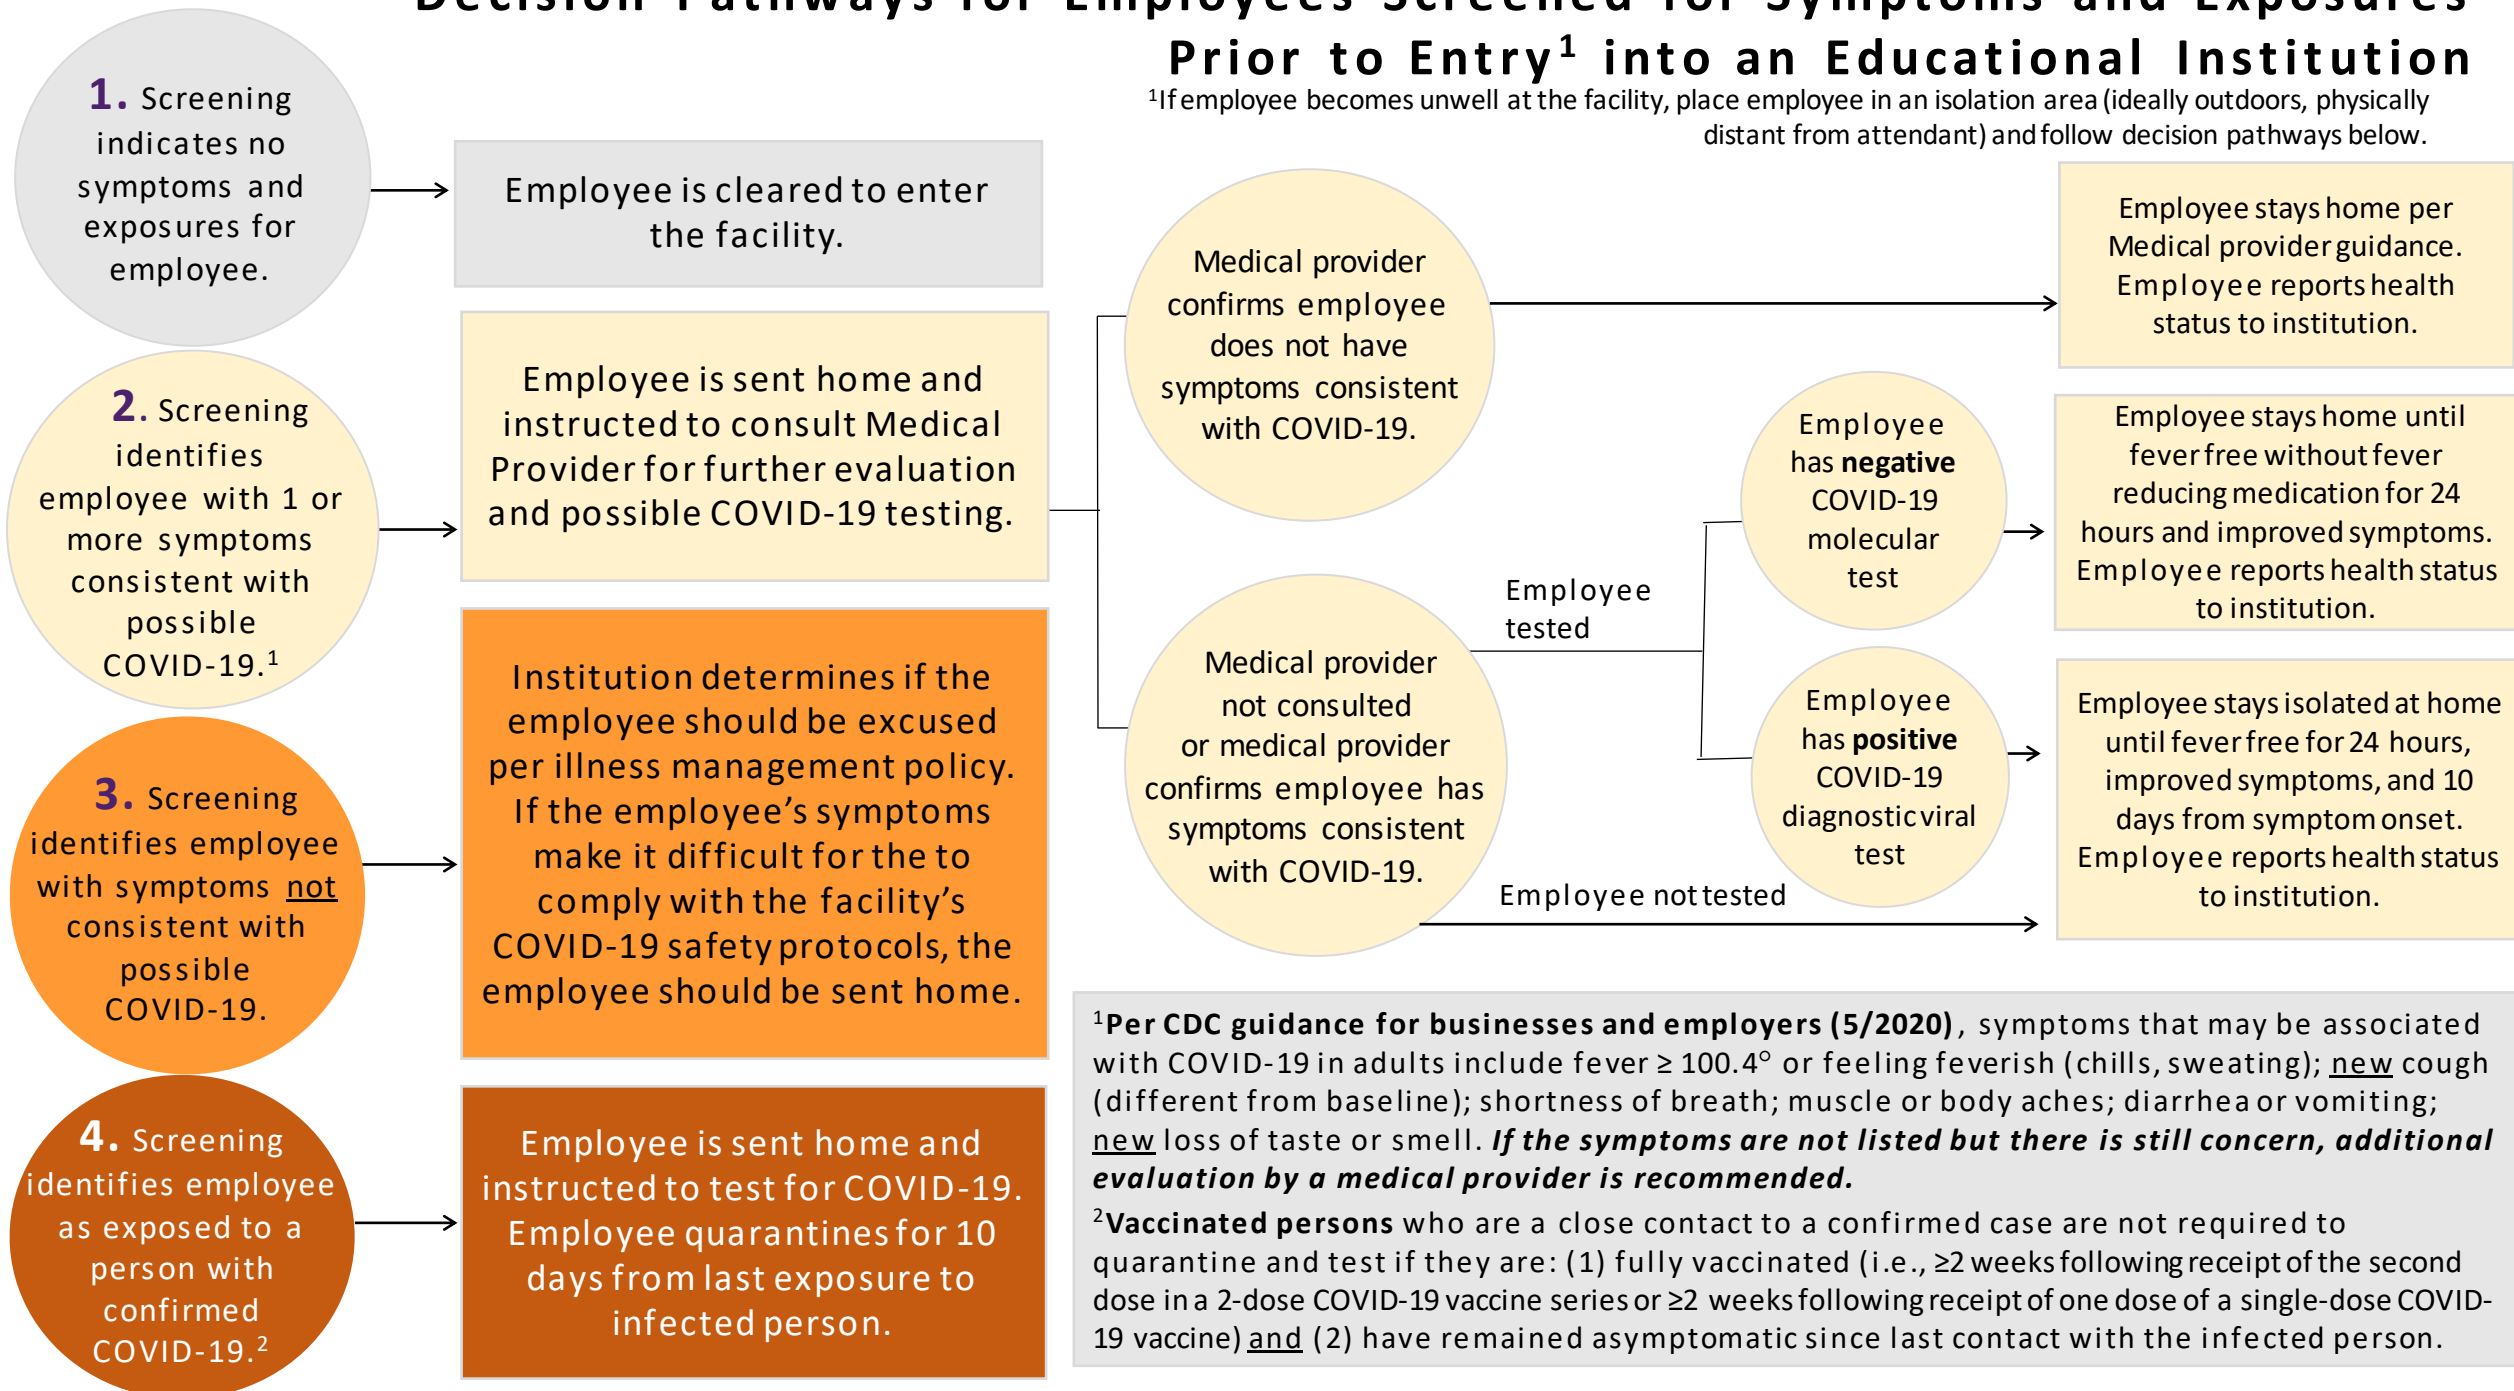 Decision Pathways for Employees Screened for Symptoms and Exposures
Prior to Entry¹ into an Educational Institution
¹If employee becomes unwell at the facility, place employee in an isolation area (ideally outdoors, physically
distant from attendant) and follow decision pathways below.
1. Screening
indicates no
symptoms and
exposures for
employee.
Employee is cleared to enter
the facility.
2. Screening
identifies
employee with 1 or
more symptoms
consistent with
possible
COVID-19.¹
Employee is sent home and
instructed to consult Medical
Provider for further evaluation
and possible COVID-19 testing.
Medical provider
confirms employee
does not have
symptoms consistent
with COVID-19.
Employee stays home per
Medical provider guidance.
Employee reports health
status to institution.
Medical provider
not consulted
or medical provider
confirms employee has
symptoms consistent
with COVID-19.
Employee
tested
Employee
has negative
COVID-19
molecular
test
Employee stays home until
fever free without fever
reducing medication for 24
hours and improved symptoms.
Employee reports health status
to institution.
Employee
has positive
COVID-19
diagnostic viral
test
Employee not tested
Employee stays isolated at home
until fever free for 24 hours,
improved symptoms, and 10
days from symptom onset.
Employee reports health status
to institution.
3. Screening
identifies employee
with symptoms not
consistent with
possible
COVID-19.
Institution determines if the
employee should be excused
per illness management policy.
If the employee’s symptoms
make it difficult for the to
comply with the facility’s
COVID-19 safety protocols, the
employee should be sent home.
4. Screening
identifies employee
as exposed to a
person with
confirmed
COVID-19.²
Employee is sent home and
instructed to test for COVID-19.
Employee quarantines for 10
days from last exposure to
infected person.
¹Per CDC guidance for businesses and employers (5/2020), symptoms that may be associated
with COVID-19 in adults include fever ≥ 100.4° or feeling feverish (chills, sweating); new cough
(different from baseline); shortness of breath; muscle or body aches; diarrhea or vomiting;
new loss of taste or smell. If the symptoms are not listed but there is still concern, additional
evaluation by a medical provider is recommended.
²Vaccinated persons who are a close contact to a confirmed case are not required to
quarantine and test if they are: (1) fully vaccinated (i.e., ≥2 weeks following receipt of the second
dose in a 2-dose COVID-19 vaccine series or ≥2 weeks following receipt of one dose of a single-dose COVID-
19 vaccine) and (2) have remained asymptomatic since last contact with the infected person.